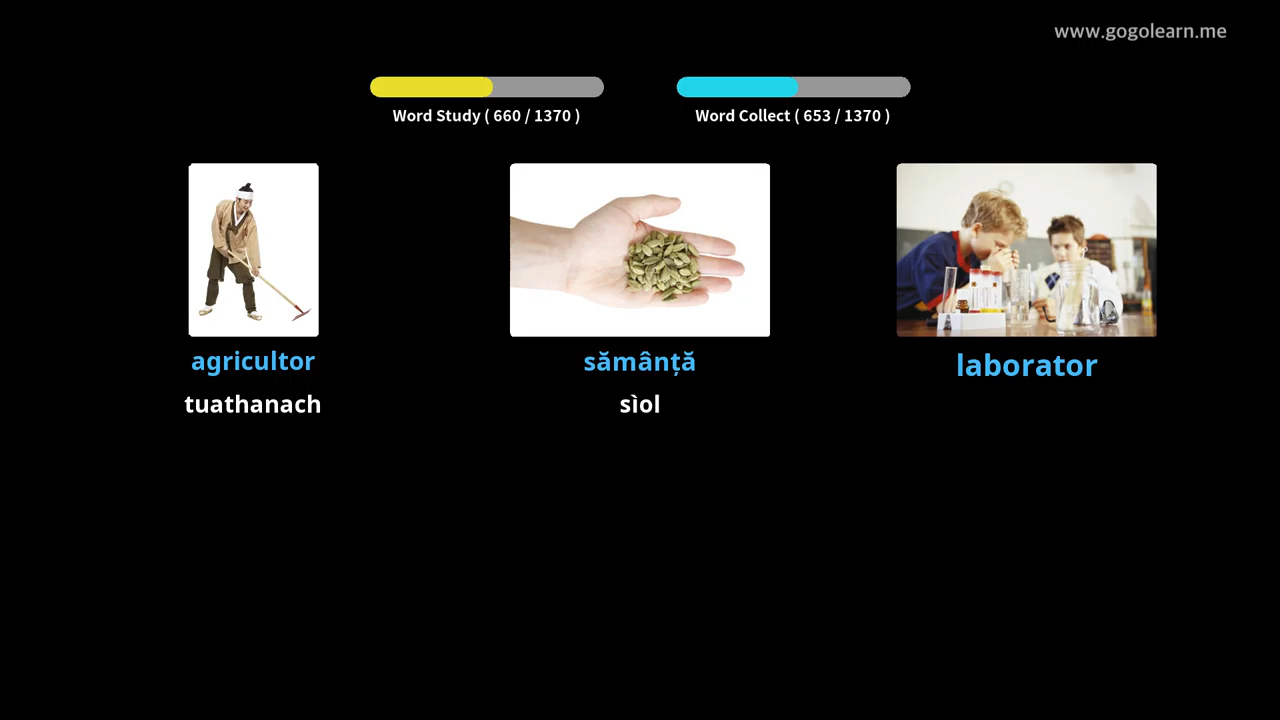 www.gogolearn.me
Word Study ( 660 / 1370 )
Word Collect ( 653 / 1370 )
agricultor
tuathanach
sămânță
sìol
laborator